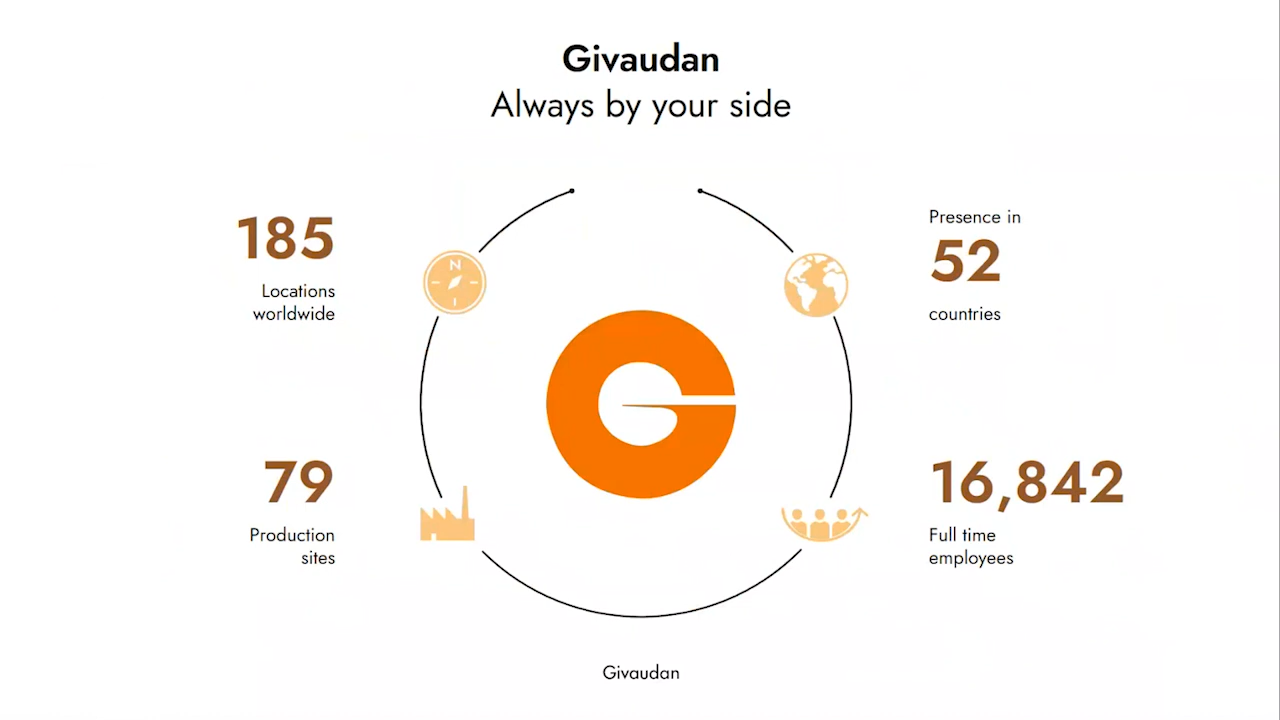 Givaudan
Always by your side
185
Locations
worldwide
Presence in
52
countries
N
79
Production
sites
16,842
Full time
employees
Givaudan